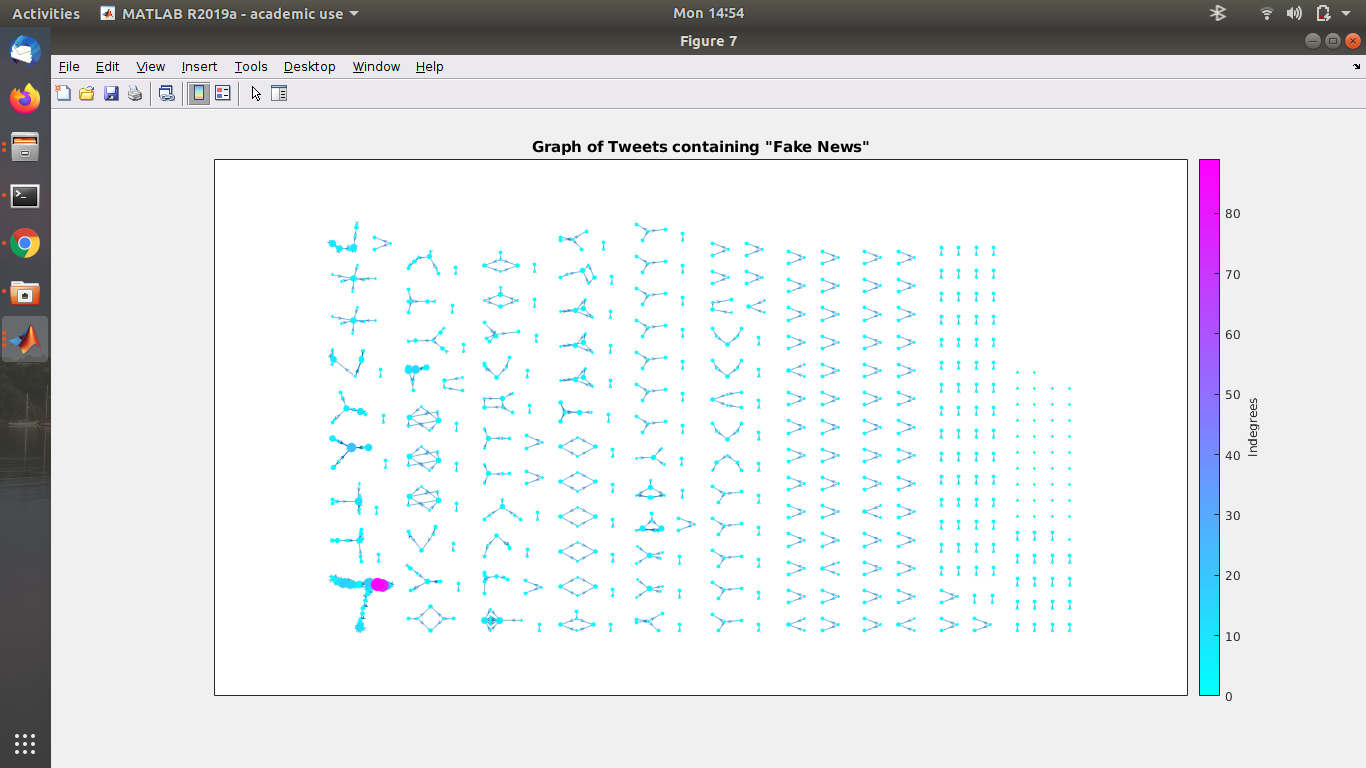 Activities MATLAB R2019a - academic use Mon 14:54
Figure 7
File Edit View Insert Tools Desktop Window Help
Graph of Tweets containing "Fake News"
80
70
60
50
40
30
20
10
0
Indegrees